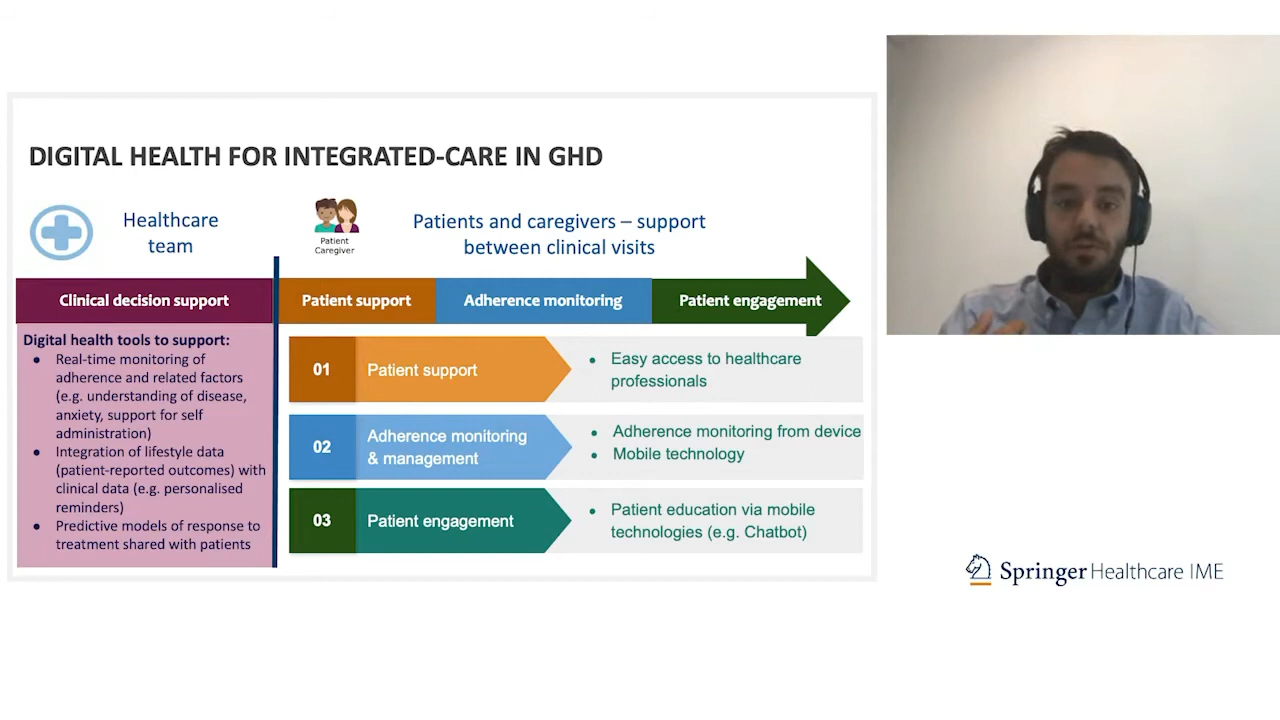 DIGITAL HEALTH FOR INTEGRATED-CARE IN GHD
Healthcare
team
Patient
Caregiver
Patients and caregivers – support
between clinical visits
Clinical decision support
Patient support
Adherence monitoring
Patient engagement
Digital health tools to support:
● Real-time monitoring of
adherence and related factors
(e.g. understanding of disease,
anxiety, support for self
administration)
● Integration of lifestyle data
(patient-reported outcomes) with
clinical data (e.g. personalised
reminders)
● Predictive models of response to
treatment shared with patients
01
Patient support
• Easy access to healthcare
professionals
02
Adherence monitoring
& management
• Adherence monitoring from device
• Mobile technology
03
Patient engagement
• Patient education via mobile
technologies (e.g. Chatbot)
Springer Healthcare IME